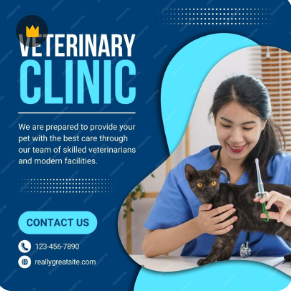 VETERINARY
CLINIC
We are prepared to provide your
pet with the best care through
our team of skilled veterinarians
and modern facilities.
CONTACT US
123-456-7890
reallygreatsite.com